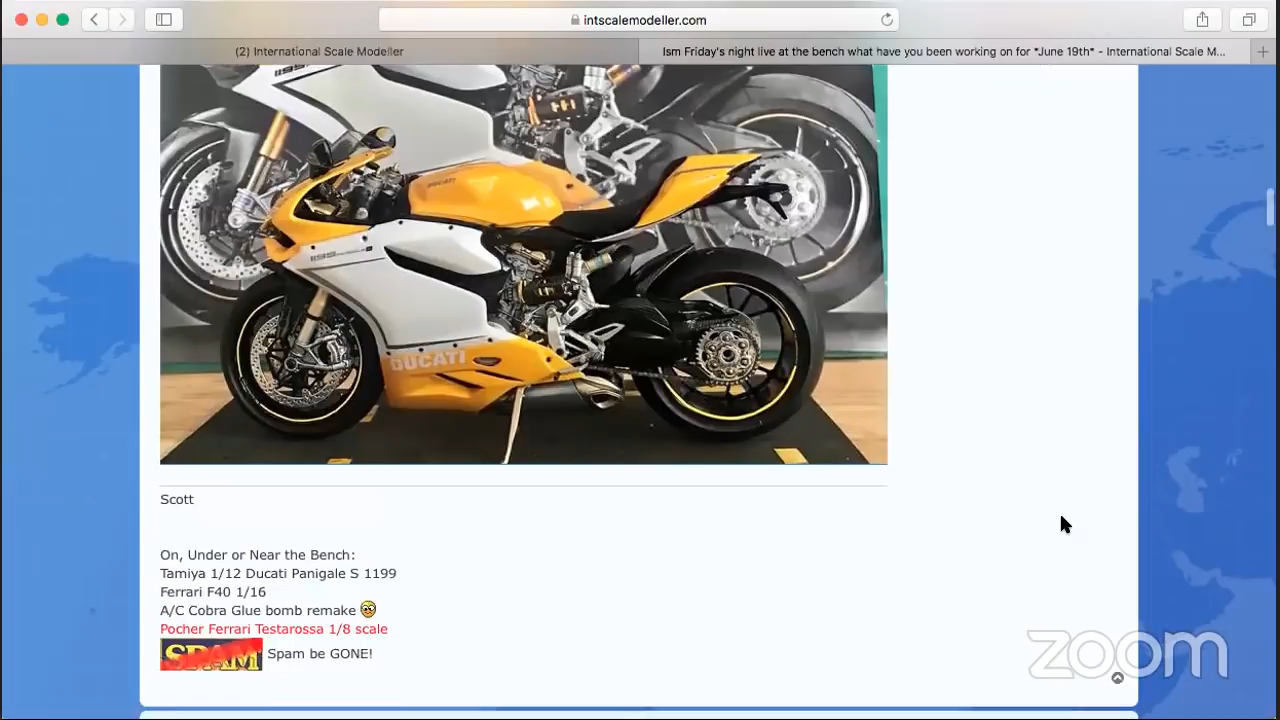 intscalemodeller.com
(2) International Scale Modeller
Ism Friday's night live at the bench what have you been working on for *June 19th* - International Scale M...
1199
DUCATI
Scott
On, Under or Near the Bench:
Tamiya 1/12 Ducati Panigale S 1199
Ferrari F40 1/16
A/C Cobra Glue bomb remake
Pocher Ferrari Testarossa 1/8 scale
SPAM Spam be GONE!
zoom